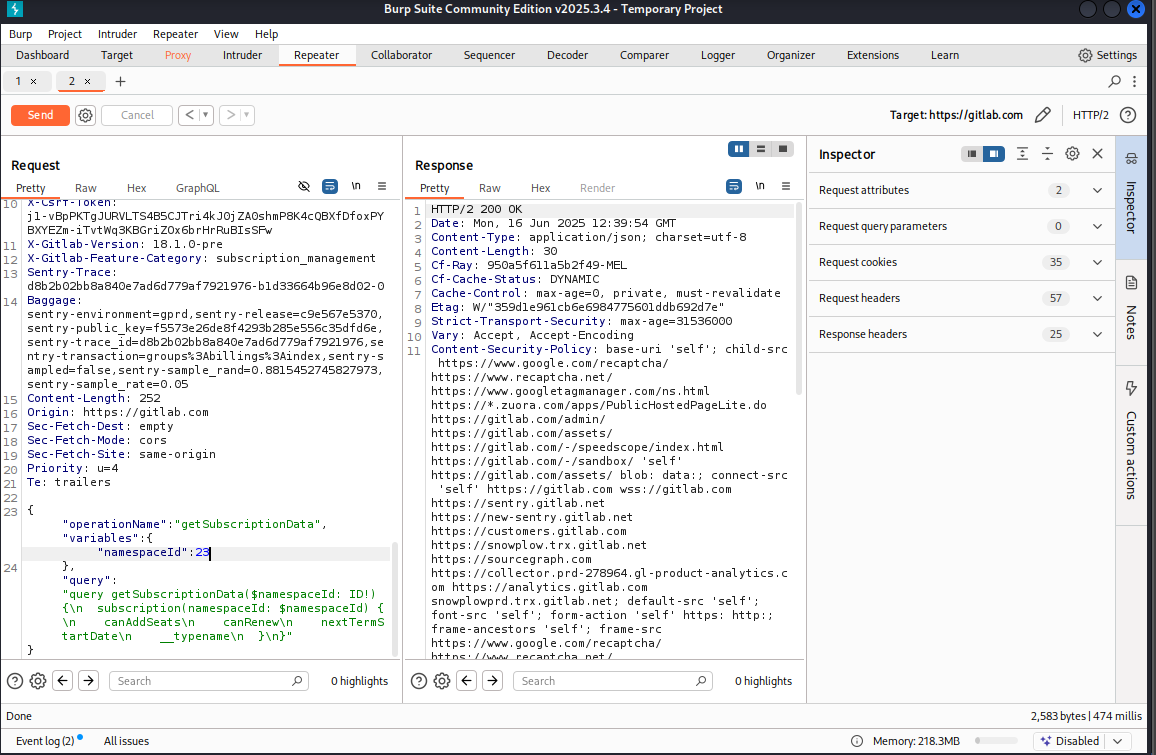 Burp Suite Community Edition v2025.3.4 - Temporary Project
Burp Project Intruder Repeater View Help
Dashboard Target Proxy Intruder Repeater Collaborator Sequencer Decoder Comparer Logger Organizer Extensions Learn Settings
1 × 2 × +
Send Cancel < > Target: https://gitlab.com HTTP/2 ?
Request
Pretty Raw Hex GraphQL \n
10 X-Csrf-Token:
j1-vBpPKTgJURVLTS4B5CJTri4kJ0jZA0shmP8K4cQBXfDfoxPY
BXYEZm-iTvtWq3KBGriZOx6brHrRuBIsSFw
11 X-Gitlab-Version: 18.1.0-pre
12 X-Gitlab-Feature-Category: subscription_management
13 Sentry-Trace:
d8b2b02bb8a840e7ad6d779af7921976-b1d33664b96e8d02-0
14 Baggage:
sentry-environment=gprd,sentry-release=c9e567e5370,
sentry-public_key=f5573e26de8f4293b285e556c35dfd6e,
sentry-trace_id=d8b2b02bb8a840e7ad6d779af7921976,se
ntry-transaction=groups%3Abillings%3Aindex,sentry-s
ampled=false,sentry-sample_rand=0.8815452745827973,
sentry-sample_rate=0.05
15 Content-Length: 252
16 Origin: https://gitlab.com
17 Sec-Fetch-Dest: empty
18 Sec-Fetch-Mode: cors
19 Sec-Fetch-Site: same-origin
20 Priority: u=4
21 Te: trailers
22
23 {
"operationName":"getSubscriptionData",
"variables":{
"namespaceId":23
24 },
"query":
"query getSubscriptionData($namespaceId: ID!)
{\n  subscription(namespaceId: $namespaceId) {
\n    canAddSeats\n    canRenew\n    nextTermS
tartDate\n    __typename\n  }\n}"
}
? Search 0 highlights
Response
Pretty Raw Hex Render \n
1 HTTP/2 200 OK
2 Date: Mon, 16 Jun 2025 12:39:54 GMT
3 Content-Type: application/json; charset=utf-8
4 Content-Length: 30
5 Cf-Ray: 950a5f611a5b2f49-MEL
6 Cf-Cache-Status: DYNAMIC
7 Cache-Control: max-age=0, private, must-revalidate
8 Etag: W/"359d1e961cb6e6984775601ddb692d7e"
9 Strict-Transport-Security: max-age=31536000
10 Vary: Accept, Accept-Encoding
11 Content-Security-Policy: base-uri 'self'; child-src
https://www.google.com/recaptcha/
https://www.recaptcha.net/
https://www.googletagmanager.com/ns.html
https://*.zuora.com/apps/PublicHostedPageLite.do
https://gitlab.com/admin/
https://gitlab.com/assets/
https://gitlab.com/-/speedscope/index.html
https://gitlab.com/-/sandbox/ 'self'
https://gitlab.com/assets/ blob: data:; connect-src
'self' https://gitlab.com wss://gitlab.com
https://sentry.gitlab.net
https://new-sentry.gitlab.net
https://customers.gitlab.com
https://snowplow.trx.gitlab.net
https://sourcegraph.com
https://collector.prd-278964.gl-product-analytics.c
om https://analytics.gitlab.com
snowplowprd.trx.gitlab.net; default-src 'self';
font-src 'self'; form-action 'self' https: http:;
frame-ancestors 'self'; frame-src
https://www.google.com/recaptcha/
https://www.recaptcha.net/
? Search 0 highlights
Inspector
Request attributes 2
Request query parameters 0
Request cookies 35
Request headers 57
Response headers 25
Inspector
Notes
Custom actions
Done 2,583 bytes | 474 millis
Event log (2) All issues Memory: 218.3MB Disabled